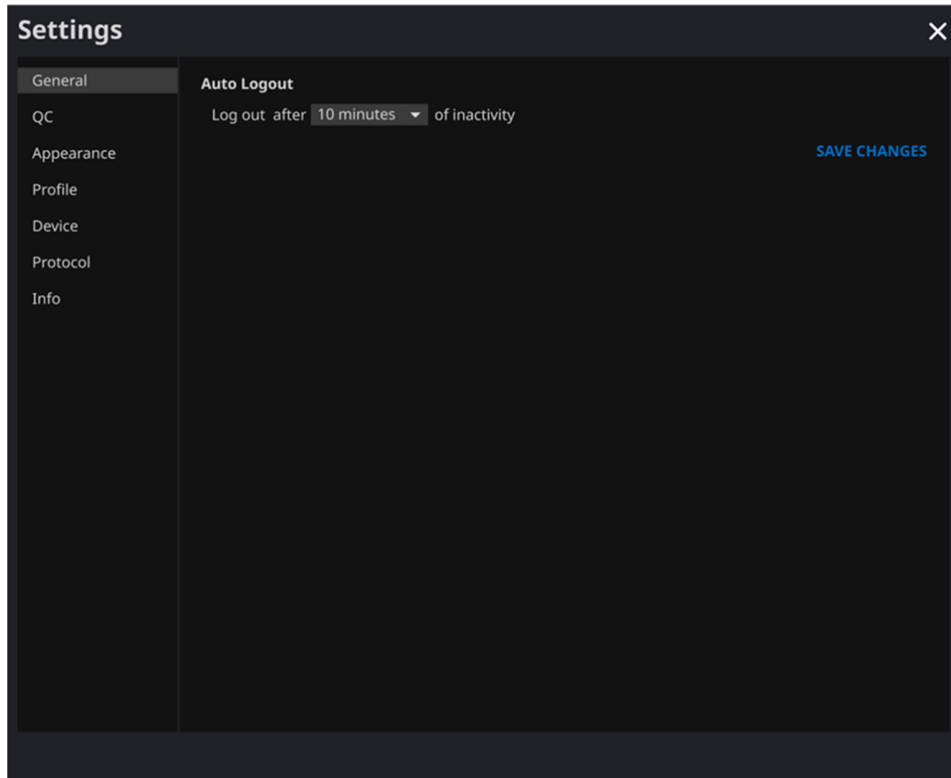 Settings
General
QC
Appearance
Profile
Device
Protocol
Info
Auto Logout
Log out after 10 minutes of inactivity
SAVE CHANGES